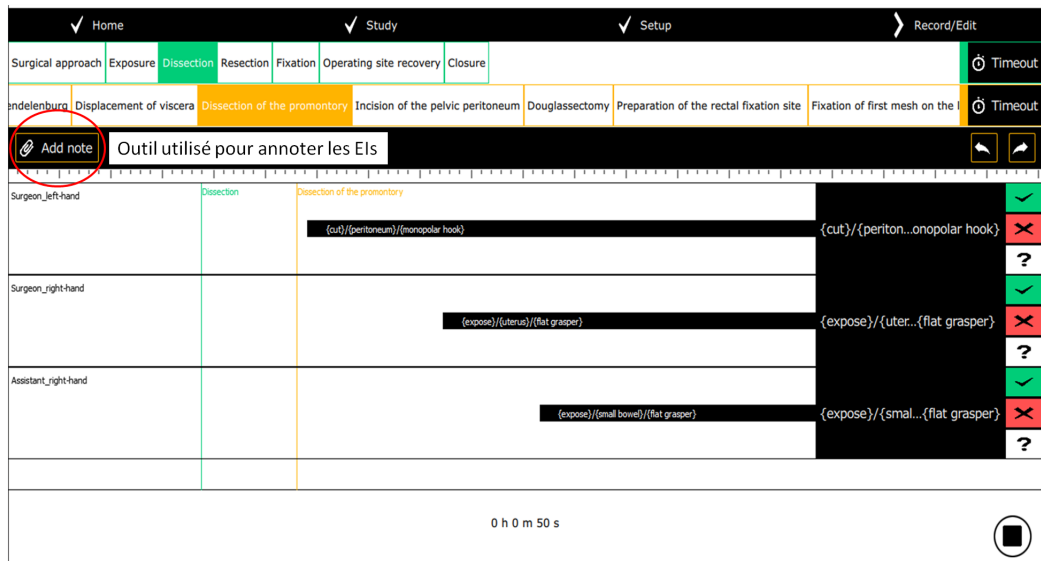 Home Study Setup Record/Edit
Surgical approach Exposure Dissection Resection Fixation Operating site recovery Closure Timeout
endelenburg Displacement of viscera Dissection of the promontory Incision of the pelvic peritoneum Douglassectomy Preparation of the rectal fixation site Fixation of first mesh on the l Timeout
Add note Outil utilisé pour annoter les EIs
Surgeon_left-hand Dissection Dissection of the promontory
{cut}/{peritoneum}/{monopolar hook} {cut}/{periton...onopolar hook}
?
Surgeon_right-hand
{expose}/{uterus}/{flat grasper} {expose}/{uter...{flat grasper}
?
Assistant_right-hand
{expose}/{small bowel}/{flat grasper} {expose}/{smal...{flat grasper}
?
0 h 0 m 50 s